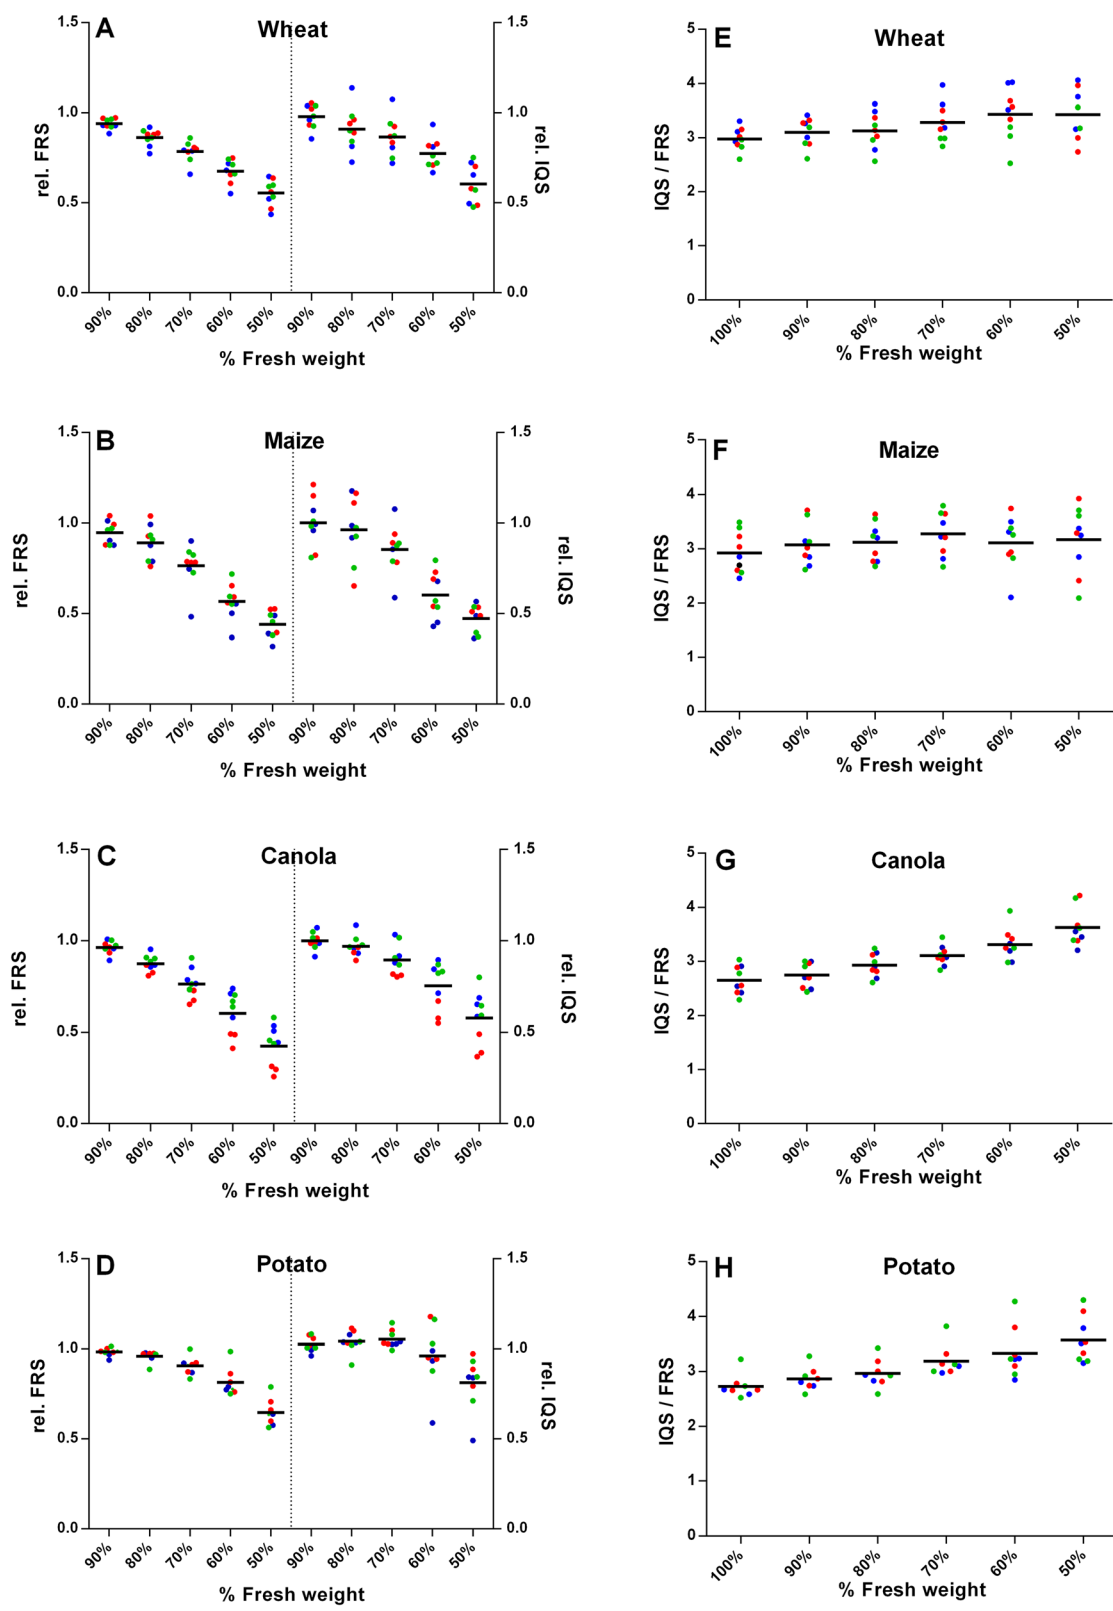 A Wheat
1.5 1.5
1.0 1.0
0.5 0.5
0.0 0.0
rel. FRS
rel. IQS
90% 80% 70% 60% 50% 90% 80% 70% 60% 50%
% Fresh weight
E Wheat
5
4
3
2
1
0
IQS / FRS
100% 90% 80% 70% 60% 50%
% Fresh weight
B Maize
1.5 1.5
1.0 1.0
0.5 0.5
0.0 0.0
rel. FRS
rel. IQS
90% 80% 70% 60% 50% 90% 80% 70% 60% 50%
% Fresh weight
F Maize
5
4
3
2
1
0
IQS / FRS
100% 90% 80% 70% 60% 50%
% Fresh weight
C Canola
1.5 1.5
1.0 1.0
0.5 0.5
0.0 0.0
rel. FRS
rel. IQS
90% 80% 70% 60% 50% 90% 80% 70% 60% 50%
% Fresh weight
G Canola
5
4
3
2
1
0
IQS / FRS
100% 90% 80% 70% 60% 50%
% Fresh weight
D Potato
1.5 1.5
1.0 1.0
0.5 0.5
0.0 0.0
rel. FRS
rel. IQS
90% 80% 70% 60% 50% 90% 80% 70% 60% 50%
% Fresh weight
H Potato
5
4
3
2
1
0
IQS / FRS
100% 90% 80% 70% 60% 50%
% Fresh weight